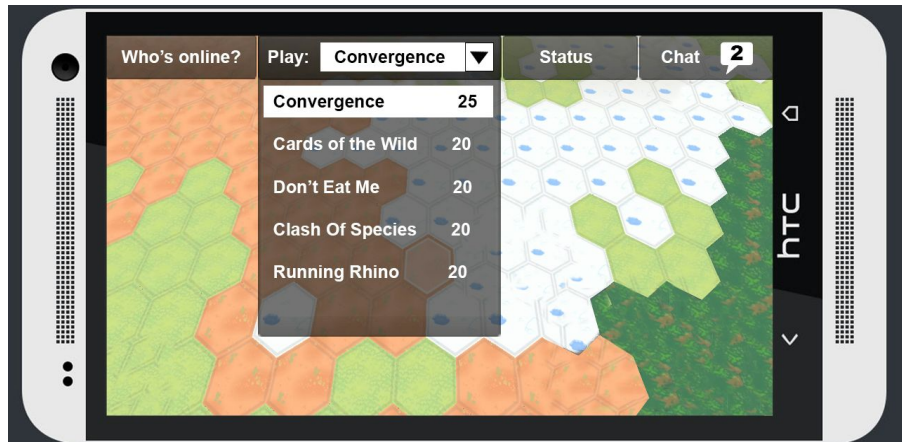 Who's online?
Play: Convergence
Status
Chat 2
Convergence 25
Cards of the Wild 20
Don't Eat Me 20
Clash Of Species 20
Running Rhino 20
hTC